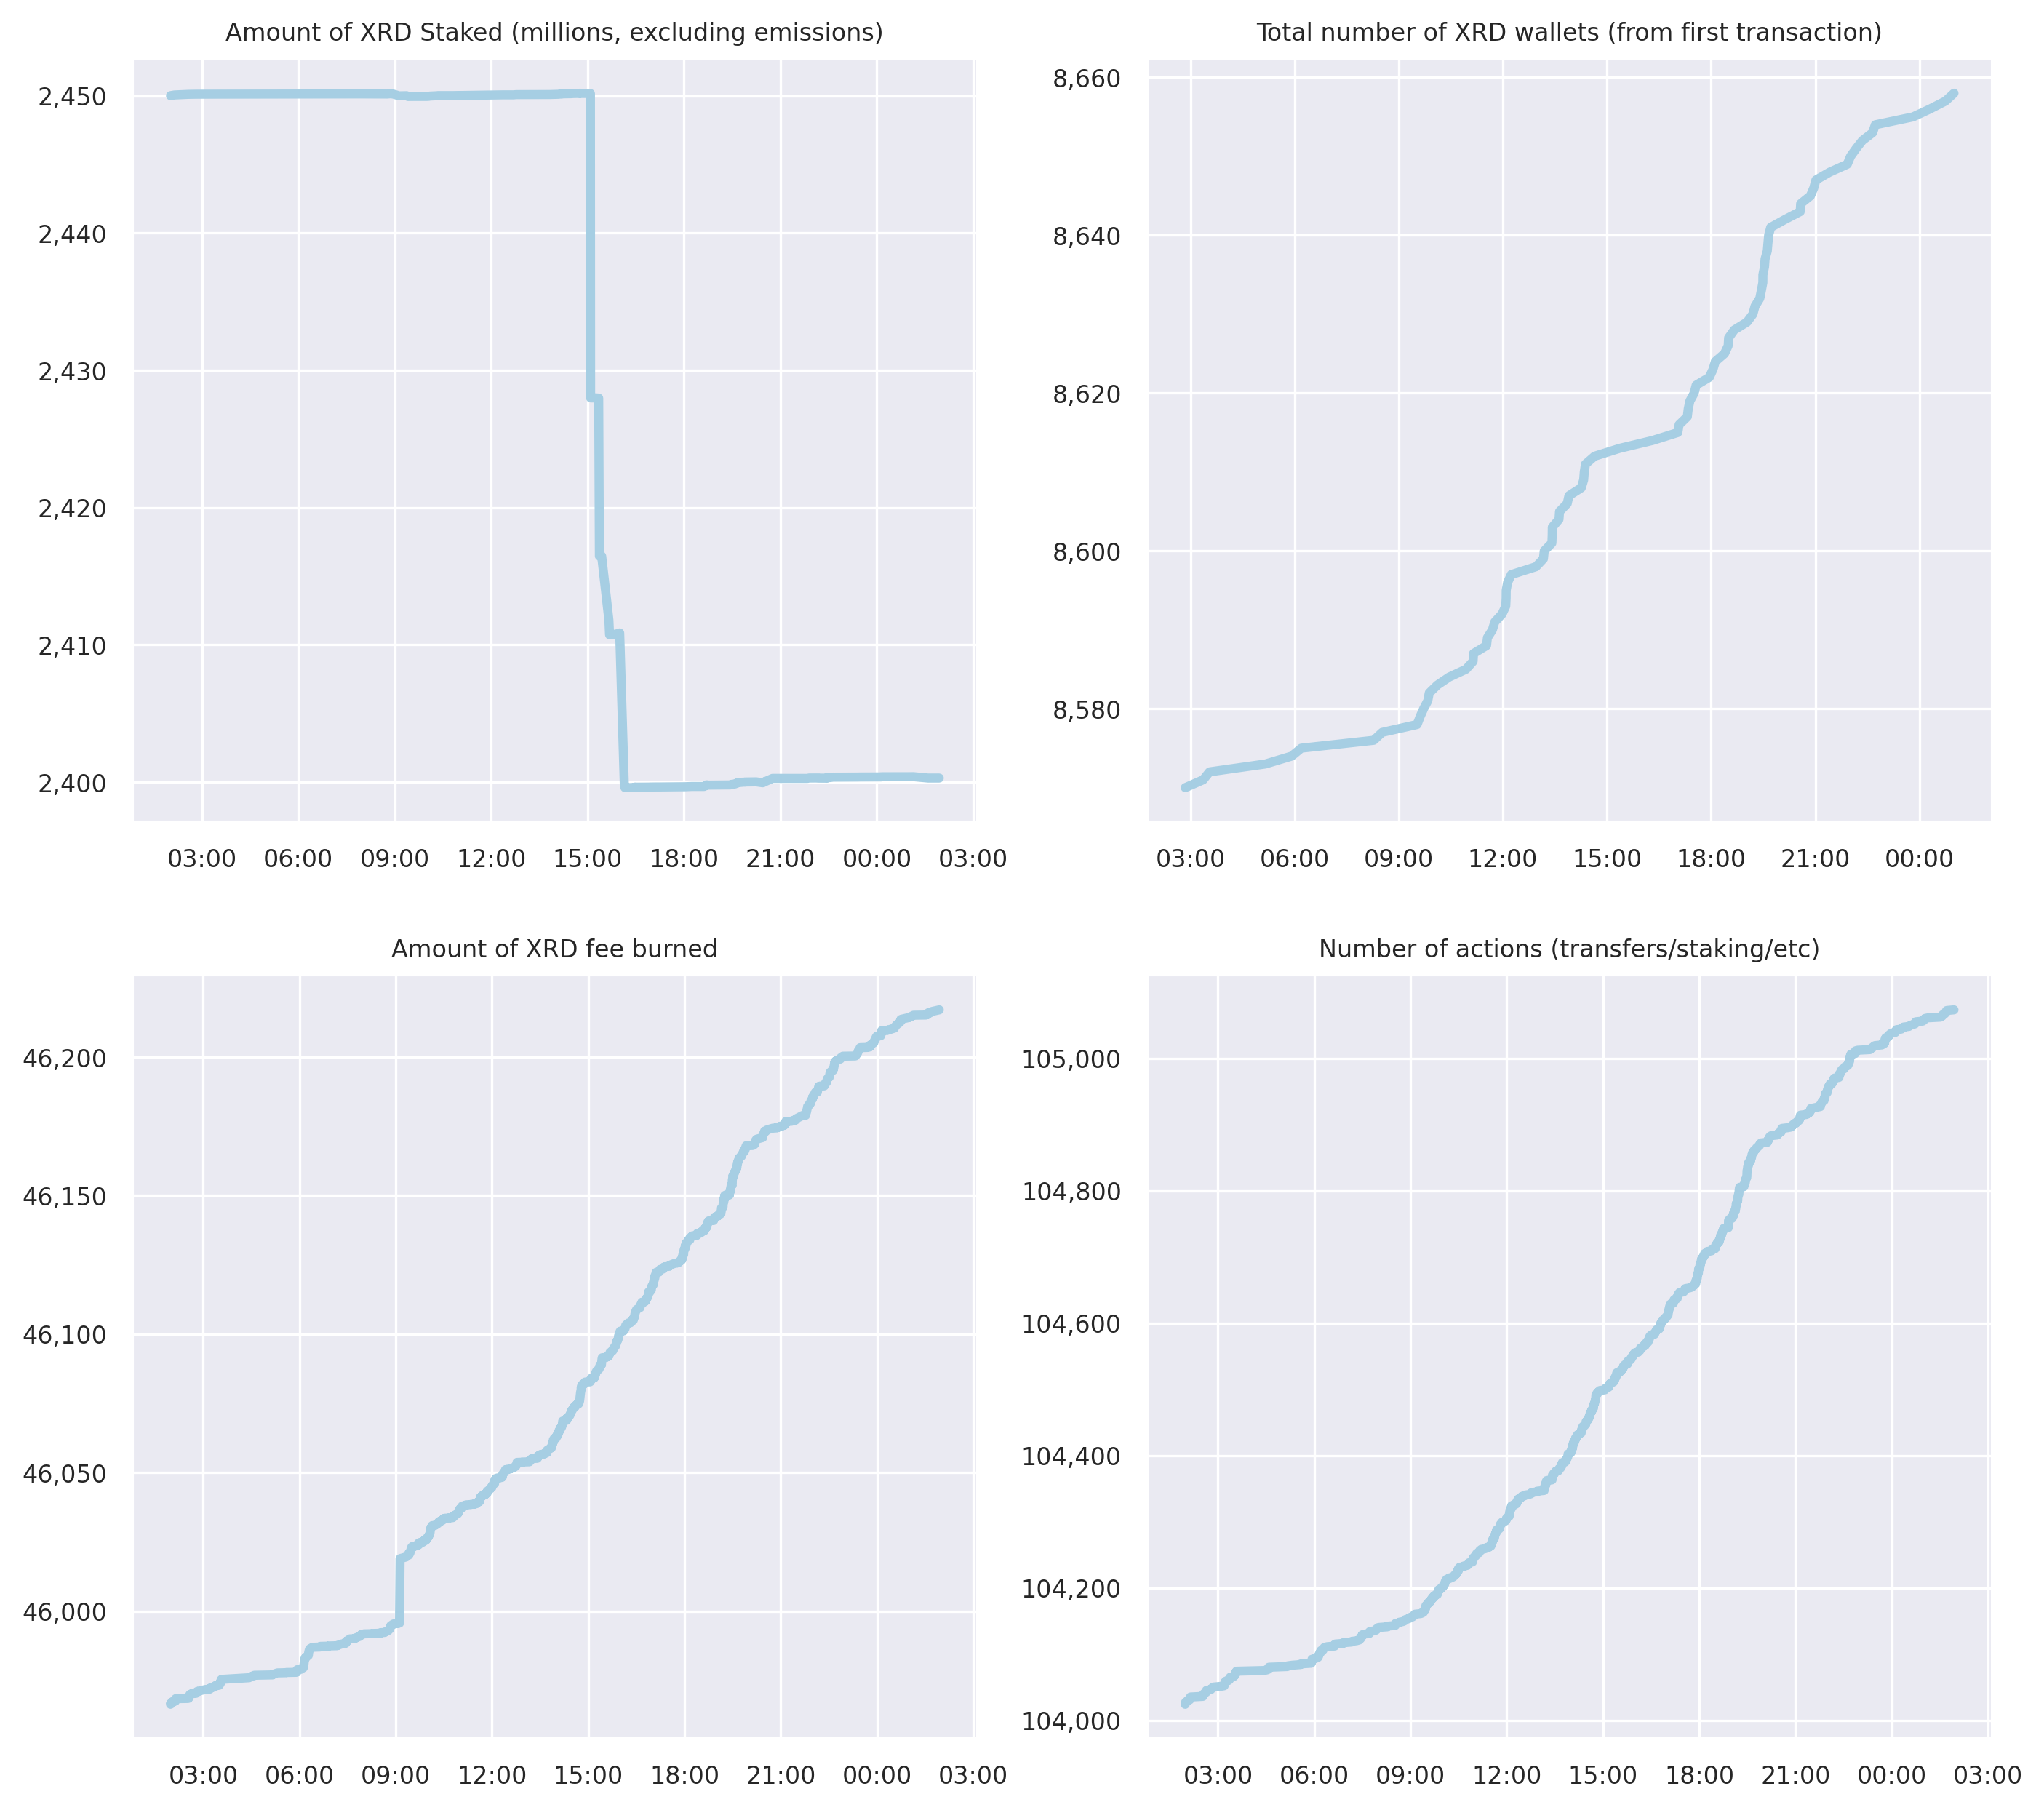 Amount of XRD Staked (millions, excluding emissions)
2,450
2,440
2,430
2,420
2,410
2,400
03:00 06:00 09:00 12:00 15:00 18:00 21:00 00:00 03:00
Total number of XRD wallets (from first transaction)
8,660
8,640
8,620
8,600
8,580
03:00 06:00 09:00 12:00 15:00 18:00 21:00 00:00
Amount of XRD fee burned
46,200
46,150
46,100
46,050
46,000
03:00 06:00 09:00 12:00 15:00 18:00 21:00 00:00 03:00
Number of actions (transfers/staking/etc)
105,000
104,800
104,600
104,400
104,200
104,000
03:00 06:00 09:00 12:00 15:00 18:00 21:00 00:00 03:00